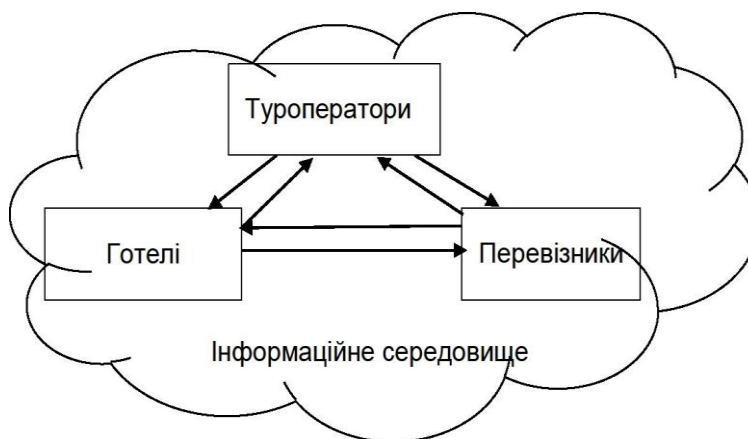 Туроператори
Готелі
Перевізники
Інформаційне середовище